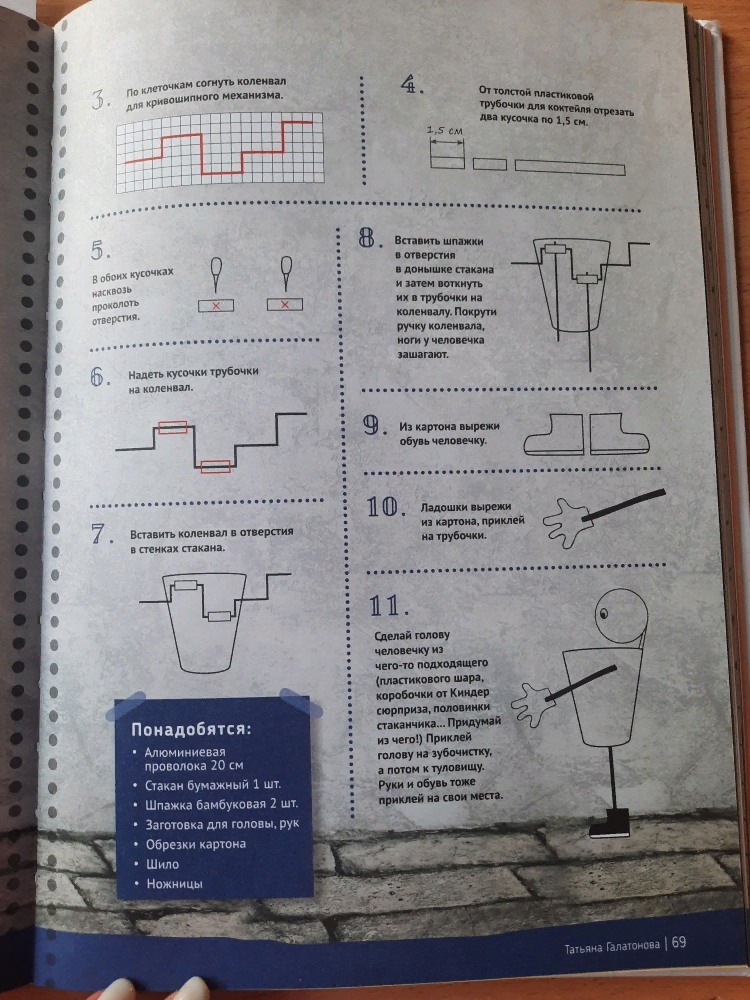 3.
По клеточкам согнуть коленвал
для кривошипного механизма.
4.
От толстой пластиковой
трубочки для коктейля отрезать
два кусочка по 1,5 см.
1,5 см
5.
В обоих кусочках
насквозь
проколоть
отверстия.
6.
Надеть кусочки трубочки
на коленвал.
7.
Вставить коленвал в отверстия
в стенках стакана.
Понадобятся:
• Алюминиевая
проволока 20 см
• Стакан бумажный 1 шт.
• Шпажка бамбуковая 2 шт.
• Заготовка для головы, рук
• Обрезки картона
• Шило
• Ножницы
8.
Вставить шпажки
в отверстия
в донышке стакана
и затем воткнуть
их в трубочки на
коленвалу. Покрути
ручку коленвала,
ноги у человечка
зашагают.
9.
Из картона вырежи
обувь человечку.
10.
Ладошки вырежи
из картона, приклей
на трубочки.
11.
Сделай голову
человечку из
чего-то подходящего
(пластикового шара,
коробочки от Киндер
сюрприза, половинки
стаканчика... Придумай
из чего!) Приклей
голову на зубочистку,
а потом к туловищу.
Руки и обувь тоже
приклей на свои места.
Татьяна Галатонова | 69